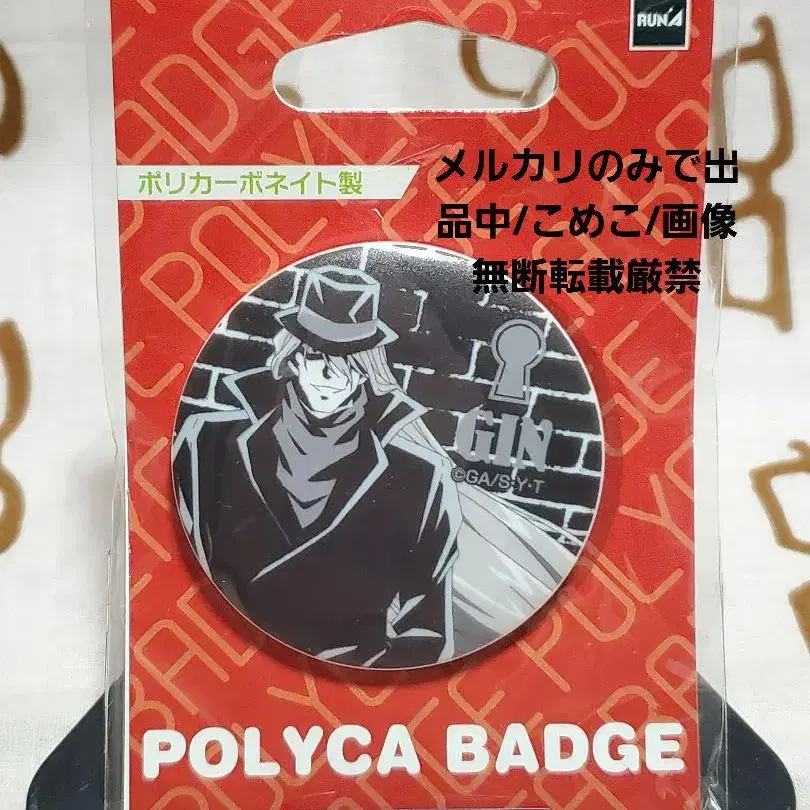 RUN'A
ポリカーボネイト製
メルカリのみで出
品中/こめこ/画像
無断転載厳禁
GIN
©GA/S・Y・T
POLYCA BADGE